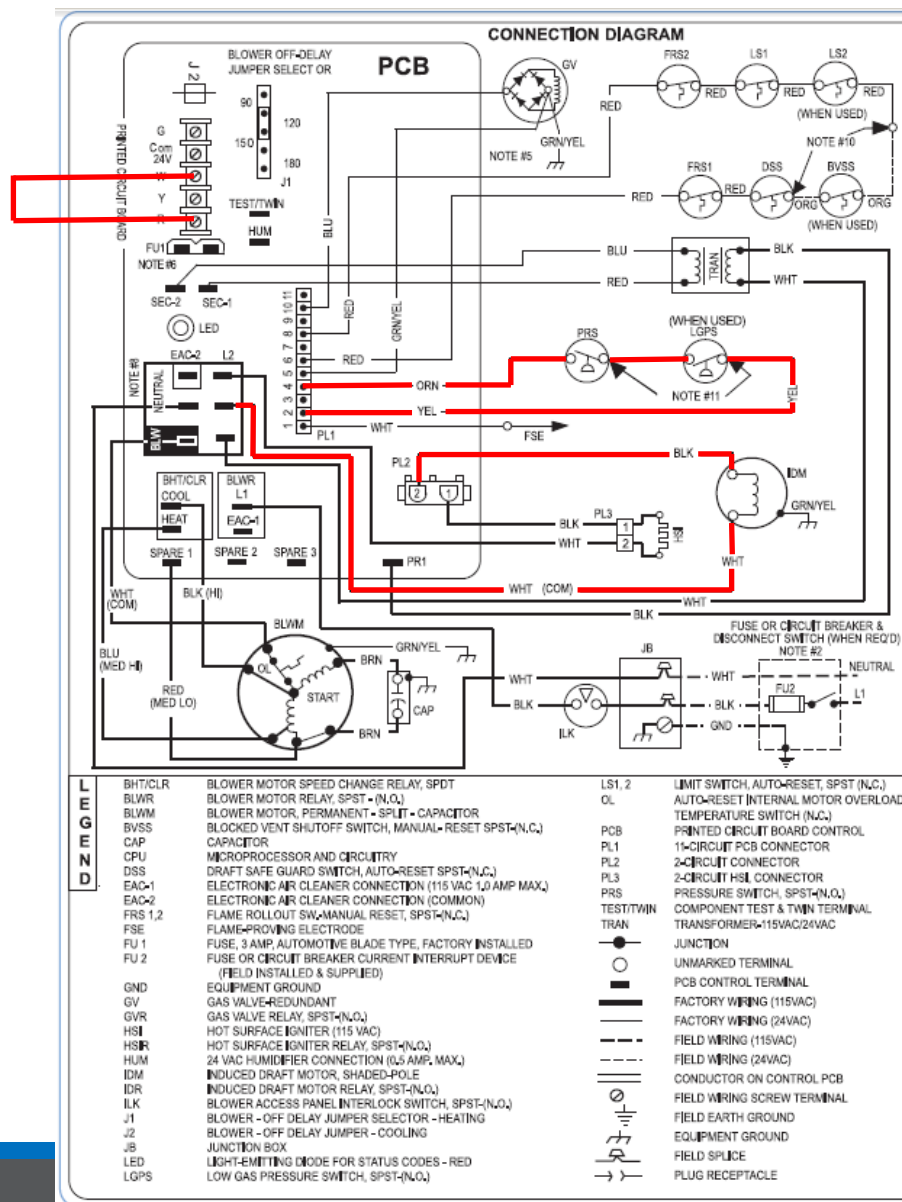 CONNECTION DIAGRAM
BLOWER OFF-DELAY
JUMPER SELECT OR
PCB
J 2
90
120
150
180
J1
G
Com
24V
W
Y
R
PRINTED CIRCUIT BOARD
TEST/TWIN
HUM
FU1
NOTE #6
SEC-2
SEC-1
LED
NOTE #8
EAC-2
L2
NEUTRAL
BLW
BHT/CLR
COOL
HEAT
BLWR
L1
EAC-1
SPARE 1
SPARE 2
SPARE 3
PR1
GV
GRN/YEL
NOTE #5
BLU
RED
GRN/YEL
RED
FRS2
LS1
LS2
RED
RED
RED
(WHEN USED)
NOTE #10
FRS1
DSS
BVSS
RED
RED
ORG
ORG
(WHEN USED)
BLU
RED
TRAN
BLK
WHT
11
10
9
8
7
6
5
4
3
2
1
PL1
RED
ORN
YEL
WHT
FSE
PRS
(WHEN USED)
LGPS
NOTE #11
YEL
PL2
2
1
BLK
IDM
GRN/YEL
WHT
PL3
1
2
BLK
WHT
HSI
WHT (COM)
WHT
BLK
WHT
(COM)
BLK (HI)
BLU
(MED HI)
RED
(MED LO)
BLWM
OL
START
GRN/YEL
BRN
BRN
CAP
WHT
BLK
ILK
JB
FUSE OR CIRCUIT BREAKER &
DISCONNECT SWITCH (WHEN REQ'D)
NOTE #2
WHT
NEUTRAL
BLK
FU2
L1
GND
LEGEND
BHT/CLR BLOWER MOTOR SPEED CHANGE RELAY, SPDT
BLWR BLOWER MOTOR RELAY, SPST - (N.O.)
BLWM BLOWER MOTOR, PERMANENT - SPLIT - CAPACITOR
BVSS BLOCKED VENT SHUTOFF SWITCH, MANUAL- RESET SPST-(N.C.)
CAP CAPACITOR
CPU MICROPROCESSOR AND CIRCUITRY
DSS DRAFT SAFE GUARD SWITCH, AUTO-RESET SPST-(N.C.)
EAC-1 ELECTRONIC AIR CLEANER CONNECTION (115 VAC 1.0 AMP MAX.)
EAC-2 ELECTRONIC AIR CLEANER CONNECTION (COMMON)
FRS 1,2 FLAME ROLLOUT SW.-MANUAL RESET, SPST-(N.C.)
FSE FLAME-PROVING ELECTRODE
FU 1 FUSE, 3 AMP, AUTOMOTIVE BLADE TYPE, FACTORY INSTALLED
FU 2 FUSE OR CIRCUIT BREAKER CURRENT INTERRUPT DEVICE
(FIELD INSTALLED & SUPPLIED)
GND EQUIPMENT GROUND
GV GAS VALVE-REDUNDANT
GVR GAS VALVE RELAY, SPST-(N.O.)
HSI HOT SURFACE IGNITER (115 VAC)
HSIR HOT SURFACE IGNITER RELAY, SPST-(N.O.)
HUM 24 VAC HUMIDIFIER CONNECTION (0.5 AMP. MAX.)
IDM INDUCED DRAFT MOTOR, SHADED-POLE
IDR INDUCED DRAFT MOTOR RELAY, SPST-(N.O.)
ILK BLOWER ACCESS PANEL INTERLOCK SWITCH, SPST-(N.O.)
J1 BLOWER - OFF DELAY JUMPER SELECTOR - HEATING
J2 BLOWER - OFF DELAY JUMPER - COOLING
JB JUNCTION BOX
LED LIGHT-EMITTING DIODE FOR STATUS CODES - RED
LGPS LOW GAS PRESSURE SWITCH, SPST-(N.O.)
LS1, 2 LIMIT SWITCH, AUTO-RESET, SPST (N.C.)
OL AUTO-RESET INTERNAL MOTOR OVERLOAD
TEMPERATURE SWITCH (N.C.)
PCB PRINTED CIRCUIT BOARD CONTROL
PL1 11-CIRCUIT PCB CONNECTOR
PL2 2-CIRCUIT CONNECTOR
PL3 2-CIRCUIT HSI, CONNECTOR
PRS PRESSURE SWITCH, SPST-(N.O.)
TEST/TWIN COMPONENT TEST & TWIN TERMINAL
TRAN TRANSFORMER-115VAC/24VAC
JUNCTION
UNMARKED TERMINAL
PCB CONTROL TERMINAL
FACTORY WIRING (115VAC)
FACTORY WIRING (24VAC)
FIELD WIRING (115VAC)
FIELD WIRING (24VAC)
CONDUCTOR ON CONTROL PCB
FIELD WIRING SCREW TERMINAL
FIELD EARTH GROUND
EQUIPMENT GROUND
FIELD SPLICE
PLUG RECEPTACLE